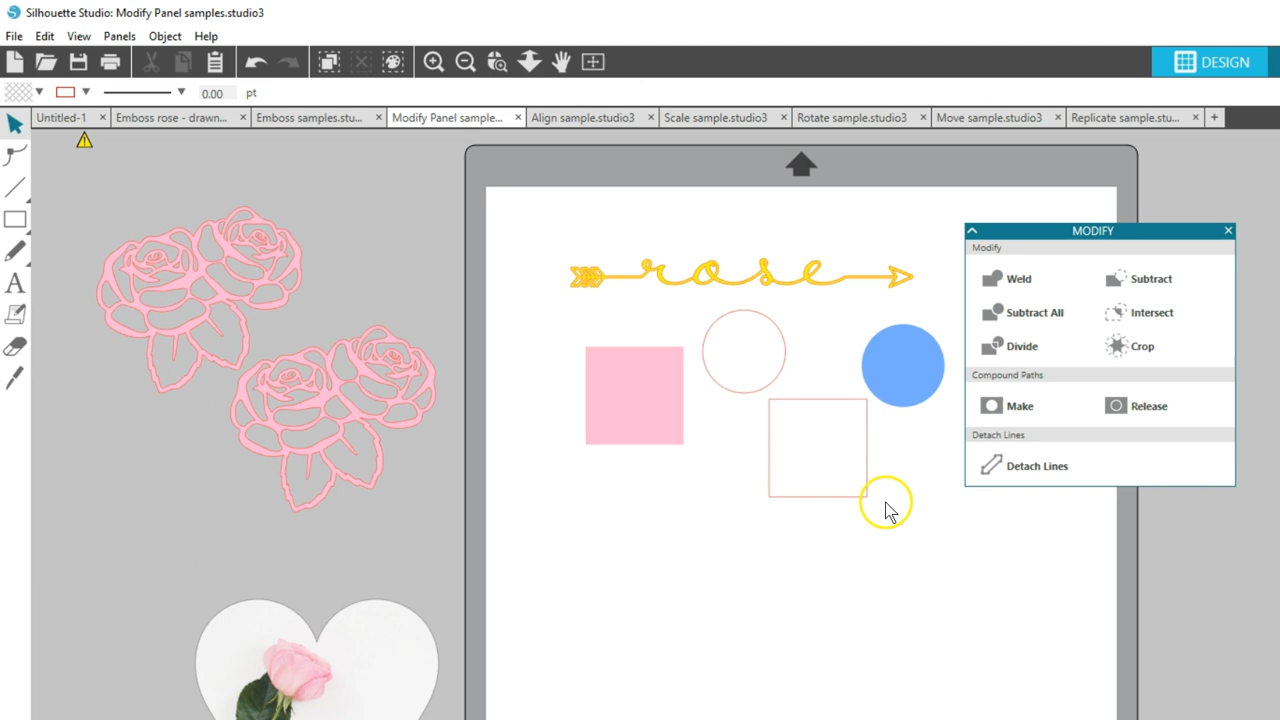 Silhouette Studio: Modify Panel samples.studio3
File Edit View Panels Object Help
DESIGN
0.00 pt
Untitled-1 × Emboss rose - drawn... × Emboss samples.stu... × Modify Panel sample... × Align sample.studio3 × Scale sample.studio3 × Rotate sample.studio3 × Move sample.studio3 × Replicate sample.stu... × +
MODIFY
Modify
rose
Weld Subtract
Subtract All Intersect
Divide Crop
Compound Paths
Make Release
Detach Lines
Detach Lines